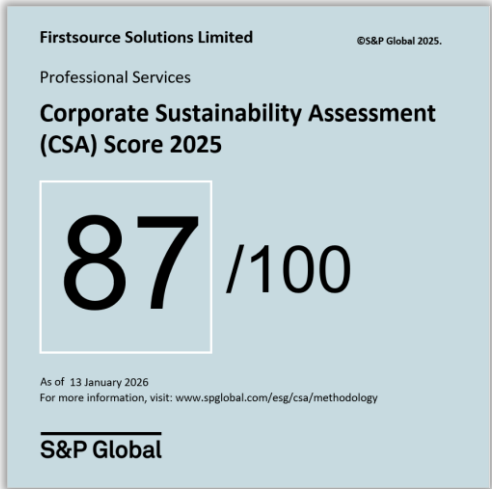 Firstsource Solutions Limited
©S&P Global 2025.
Professional Services
Corporate Sustainability Assessment
(CSA) Score 2025
87 /100
As of 13 January 2026
For more information, visit: www.spglobal.com/esg/csa/methodology
S&P Global